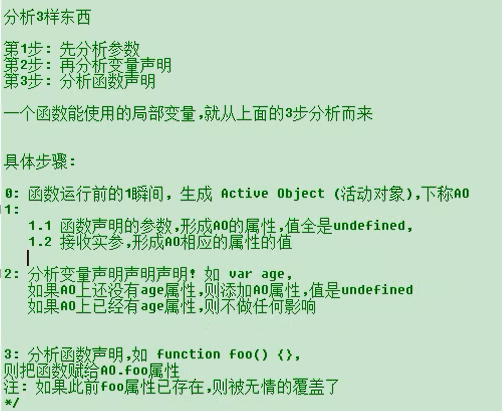 分析3样东西
第1步: 先分析参数
第2步: 再分析变量声明
第3步: 分析函数声明
一个函数能使用的局部变量,就从上面的3步分析而来
具体步骤:
0: 函数运行前的1瞬间, 生成 Active Object (活动对象),下称AO
1:
1.1 函数声明的参数,形成AO的属性,值全是undefined,
1.2 接收实参,形成AO相应的属性的值
2: 分析变量声明声明声明! 如 var age,
如果AO上还没有age属性,则添加AO属性,值是undefined
如果AO上已经有age属性,则不做任何影响
3: 分析函数声明,如 function foo() {},
则把函数赋给AO.foo属性
注: 如果此前foo属性已存在,则被无情的覆盖了
*/